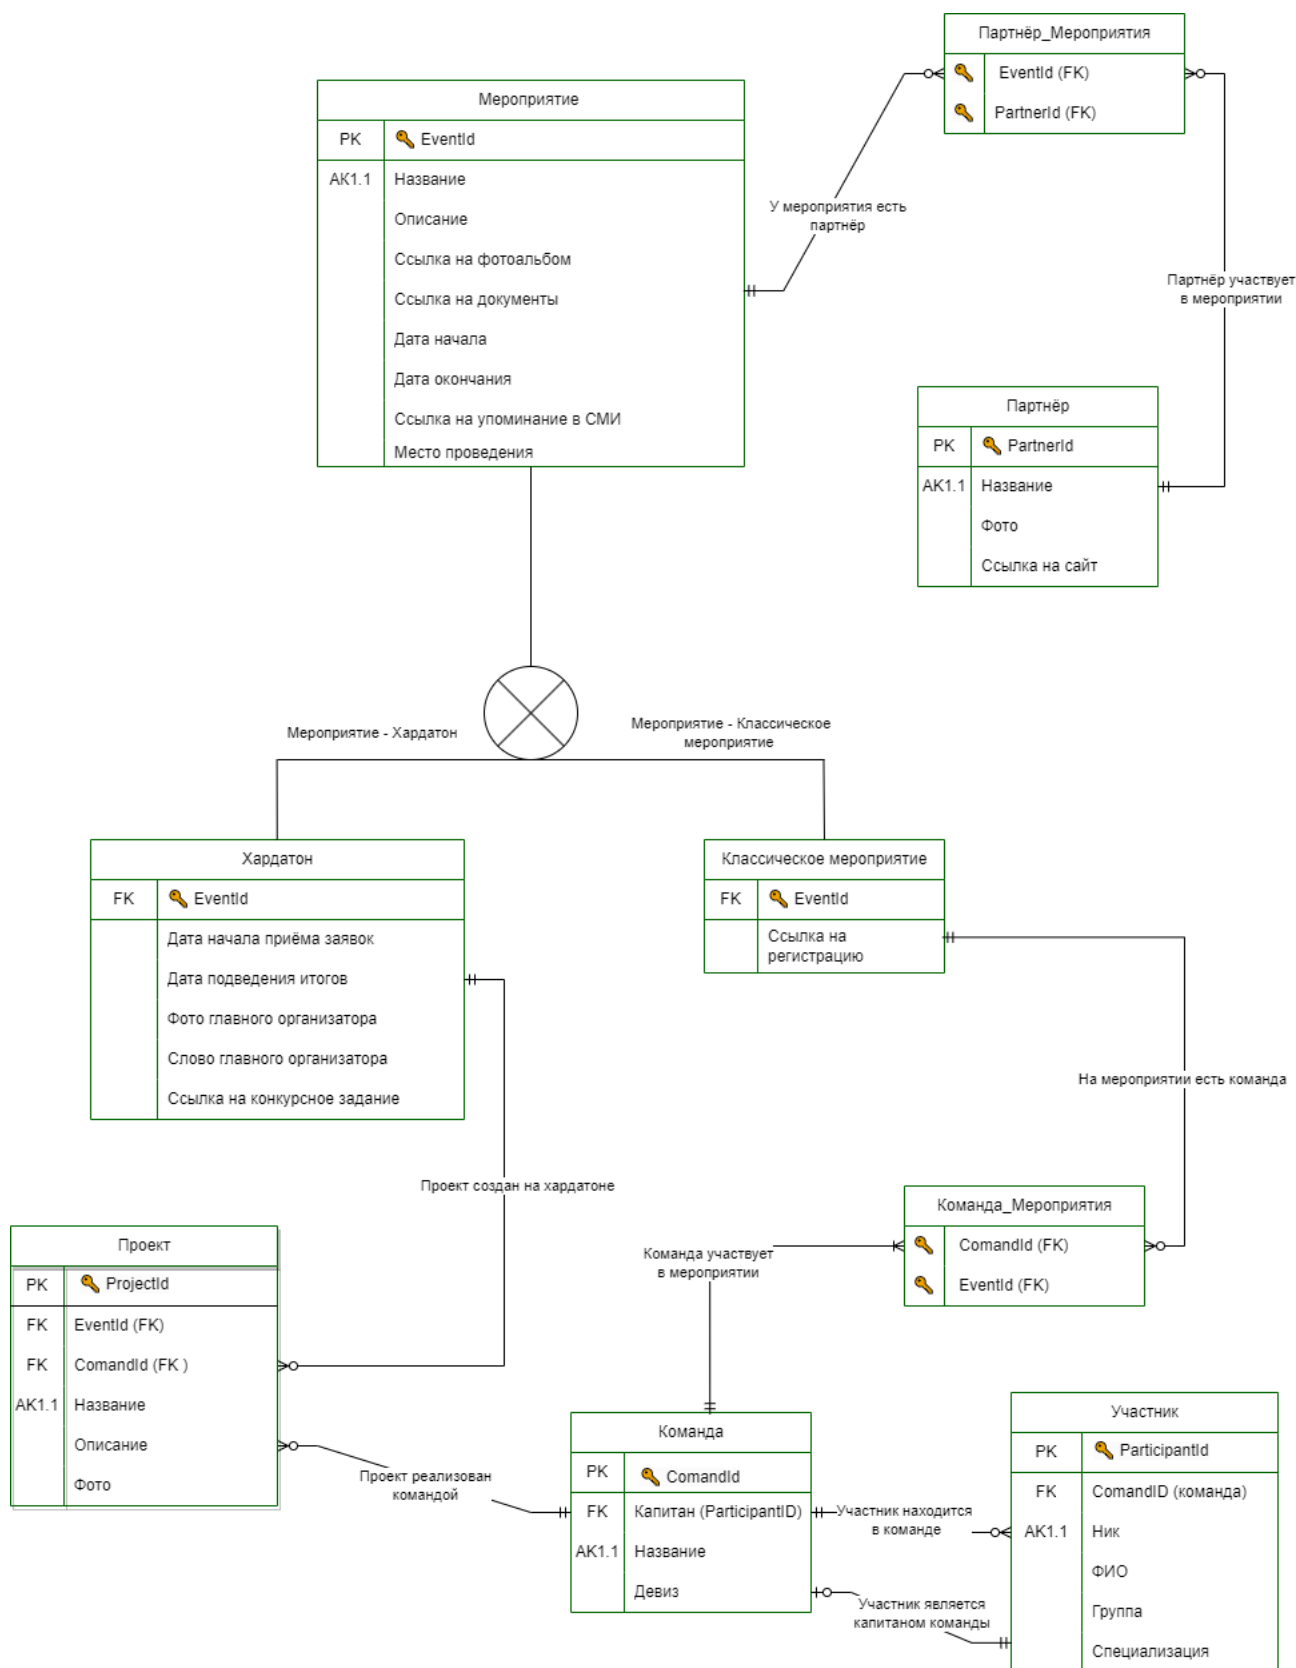 Партнёр_Мероприятия
EventId (FK)
PartnerId (FK)
Мероприятие
PK EventId
АК1.1 Название
Описание
Ссылка на фотоальбом
Ссылка на документы
Дата начала
Дата окончания
Ссылка на упоминание в СМИ
Место проведения
У мероприятия есть
партнёр
Партнёр участвует
в мероприятии
Партнёр
PK PartnerId
AK1.1 Название
Фото
Ссылка на сайт
Мероприятие - Хардатон
Мероприятие - Классическое
мероприятие
Хардатон
FK EventId
Дата начала приёма заявок
Дата подведения итогов
Фото главного организатора
Слово главного организатора
Ссылка на конкурсное задание
Классическое мероприятие
FK EventId
Ссылка на
регистрацию
На мероприятии есть команда
Проект создан на хардатоне
Команда_Мероприятия
ComandId (FK)
EventId (FK)
Команда участвует
в мероприятии
Проект
PK ProjectId
FK EventId (FK)
FK ComandId (FK )
AK1.1 Название
Описание
Фото
Проект реализован
командой
Команда
PK ComandId
FK Капитан (ParticipantID)
AK1.1 Название
Девиз
Участник находится
в команде
Участник является
капитаном команды
Участник
PK ParticipantId
FK ComandID (команда)
AK1.1 Ник
ФИО
Группа
Специализация